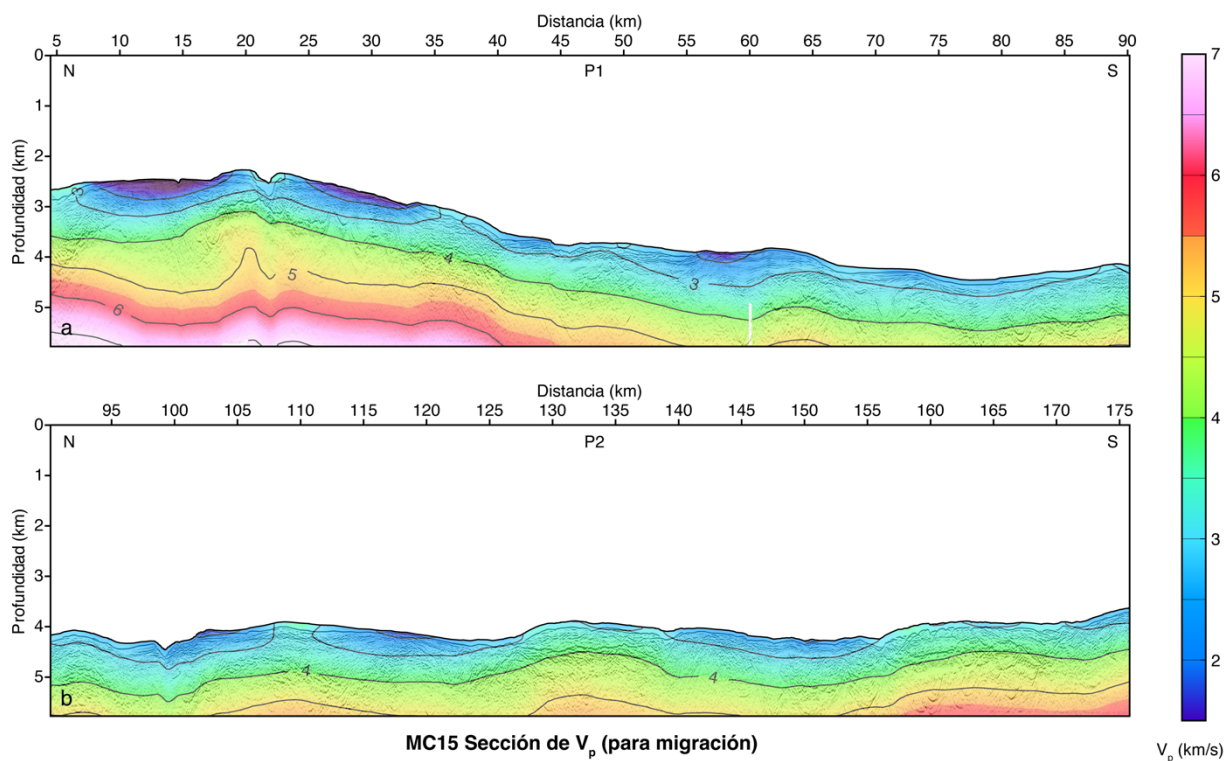 Distancia (km)
5 10 15 20 25 30 35 40 45 50 55 60 65 70 75 80 85 90
0 N P1 S 7
1
2 6
Profundidad (km)
3 3
4 4 5
5 3
5 6
a
4
Distancia (km)
95 100 105 110 115 120 125 130 135 140 145 150 155 160 165 170 175
0 N P2 S
1 3
2
Profundidad (km)
3
4 2
5 4 4
b
MC15 Sección de Vp (para migración)
Vp (km/s)